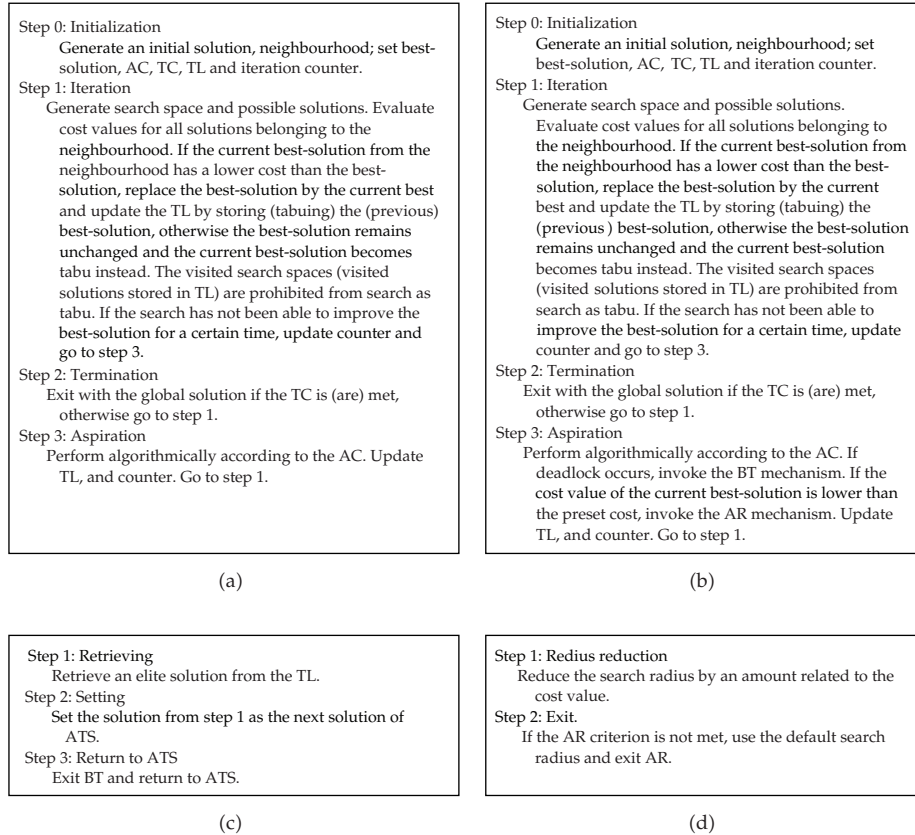 Step 0: Initialization
Generate an initial solution, neighbourhood; set best-
solution, AC, TC, TL and iteration counter.
Step 1: Iteration
Generate search space and possible solutions. Evaluate
cost values for all solutions belonging to the
neighbourhood. If the current best-solution from the
neighbourhood has a lower cost than the best-
solution, replace the best-solution by the current best
and update the TL by storing (tabuing) the (previous)
best-solution, otherwise the best-solution remains
unchanged and the current best-solution becomes
tabu instead. The visited search spaces (visited
solutions stored in TL) are prohibited from search as
tabu. If the search has not been able to improve the
best-solution for a certain time, update counter and
go to step 3.
Step 2: Termination
Exit with the global solution if the TC is (are) met,
otherwise go to step 1.
Step 3: Aspiration
Perform algorithmically according to the AC. Update
TL, and counter. Go to step 1.
(a)
Step 0: Initialization
Generate an initial solution, neighbourhood; set
best-solution, AC, TC, TL and iteration counter.
Step 1: Iteration
Generate search space and possible solutions.
Evaluate cost values for all solutions belonging to
the neighbourhood. If the current best-solution from
the neighbourhood has a lower cost than the best-
solution, replace the best-solution by the current
best and update the TL by storing (tabuing) the
(previous ) best-solution, otherwise the best-solution
remains unchanged and the current best-solution
becomes tabu instead. The visited search spaces
(visited solutions stored in TL) are prohibited from
search as tabu. If the search has not been able to
improve the best-solution for a certain time, update
counter and go to step 3.
Step 2: Termination
Exit with the global solution if the TC is (are) met,
otherwise go to step 1.
Step 3: Aspiration
Perform algorithmically according to the AC. If
deadlock occurs, invoke the BT mechanism. If the
cost value of the current best-solution is lower than
the preset cost, invoke the AR mechanism. Update
TL, and counter. Go to step 1.
(b)
Step 1: Retrieving
Retrieve an elite solution from the TL.
Step 2: Setting
Set the solution from step 1 as the next solution of
ATS.
Step 3: Return to ATS
Exit BT and return to ATS.
(c)
Step 1: Redius reduction
Reduce the search radius by an amount related to the
cost value.
Step 2: Exit.
If the AR criterion is not met, use the default search
radius and exit AR.
(d)